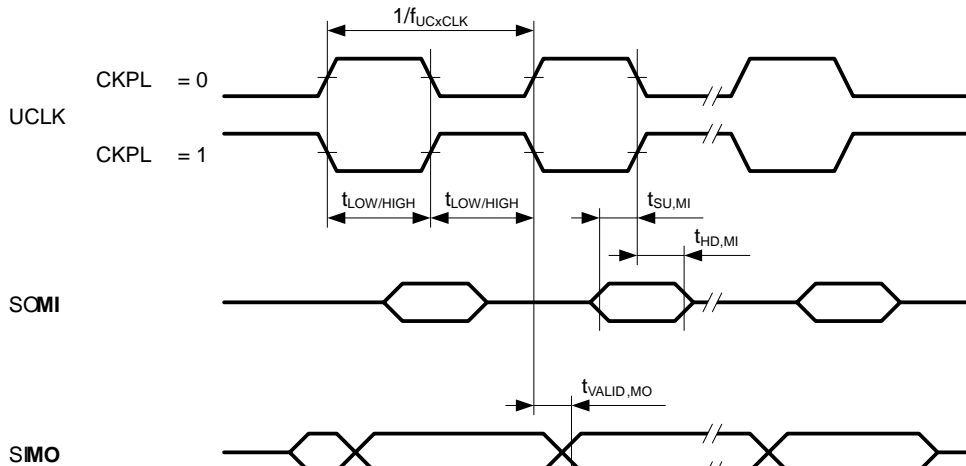 1/fUCxCLK
CKPL = 0
UCLK
CKPL = 1
tLOW/HIGH tLOW/HIGH tSU,MI
tHD,MI
SOMI
tVALID,MO
SIMO